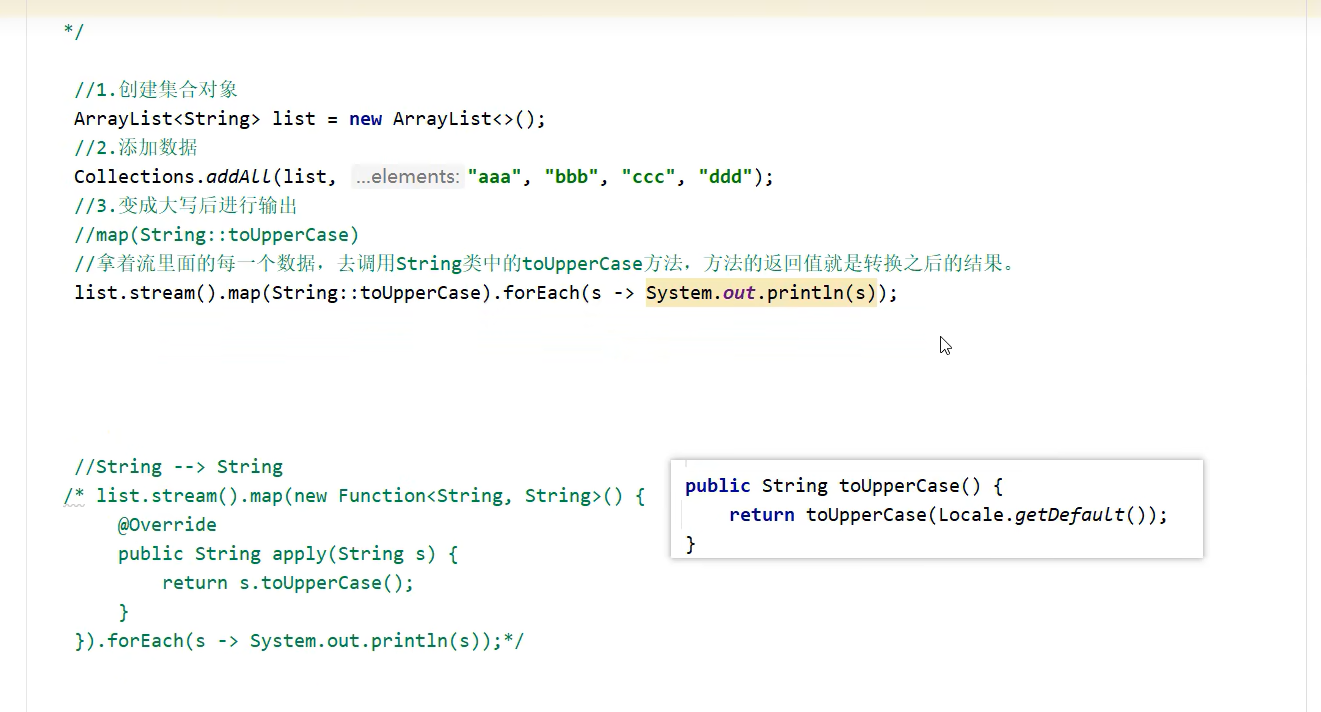 */
//1.创建集合对象
ArrayList<String> list = new ArrayList<>();
//2.添加数据
Collections.addAll(list, ...elements: "aaa", "bbb", "ccc", "ddd");
//3.变成大写后进行输出
//map(String::toUpperCase)
//拿着流里面的每一个数据，去调用String类中的toUpperCase方法，方法的返回值就是转换之后的结果。
list.stream().map(String::toUpperCase).forEach(s -> System.out.println(s));
//String --> String
/* list.stream().map(new Function<String, String>() {
@Override
public String apply(String s) {
return s.toUpperCase();
}
}).forEach(s -> System.out.println(s));*/
public String toUpperCase() {
return toUpperCase(Locale.getDefault());
}